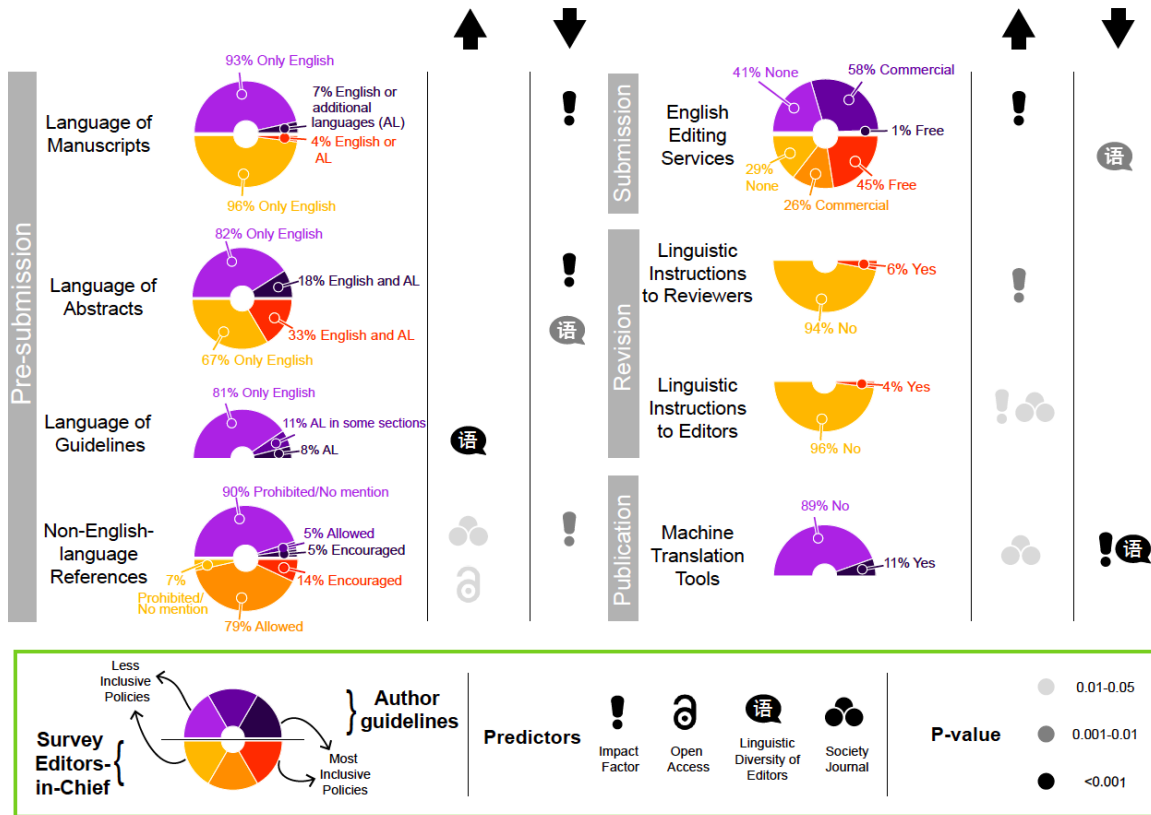 Pre-submission
Language of
Manuscripts
93% Only English
7% English or
additional
languages (AL)
4% English or
AL
96% Only English
Language of
Abstracts
82% Only English
18% English and AL
33% English and AL
67% Only English
语
Language of
Guidelines
81% Only English
11% AL in some sections
8% AL
语
Non-English-
language
References
90% Prohibited/No mention
5% Allowed
5% Encouraged
14% Encouraged
7%
Prohibited/
No mention
79% Allowed
Submission
English
Editing
Services
41% None
58% Commercial
1% Free
29%
None
45% Free
26% Commercial
语
Revision
Linguistic
Instructions
to Reviewers
6% Yes
94% No
Linguistic
Instructions
to Editors
4% Yes
96% No
Publication
Machine
Translation
Tools
89% No
11% Yes
语
Less
Inclusive
Policies
Author
guidelines
Survey
Editors-
in-Chief
Most
Inclusive
Policies
Predictors
Impact
Factor
Open
Access
语
Linguistic
Diversity of
Editors
Society
Journal
P-value
0.01-0.05
0.001-0.01
<0.001